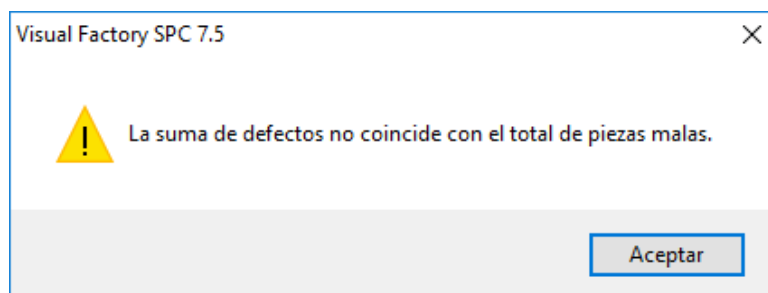 Visual Factory SPC 7.5
La suma de defectos no coincide con el total de piezas malas.
Aceptar